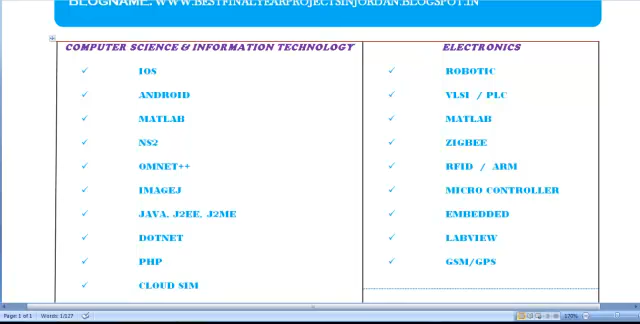 BLOGNAME: WWW.BESTFINALYEARPROJECTSINJORDAN.BLOGSPOT.IN
COMPUTER SCIENCE & INFORMATION TECHNOLOGY
IOS
ANDROID
MATLAB
NS2
OMNET++
IMAGEJ
JAVA, J2EE, J2ME
DOTNET
PHP
CLOUD SIM
ELECTRONICS
ROBOTIC
VLSI / PLC
MATLAB
ZIGBEE
RFID / ARM
MICRO CONTROLLER
EMBEDDED
LABVIEW
GSM/GPS
Page: 1 of 1 Words: 1/127 170%